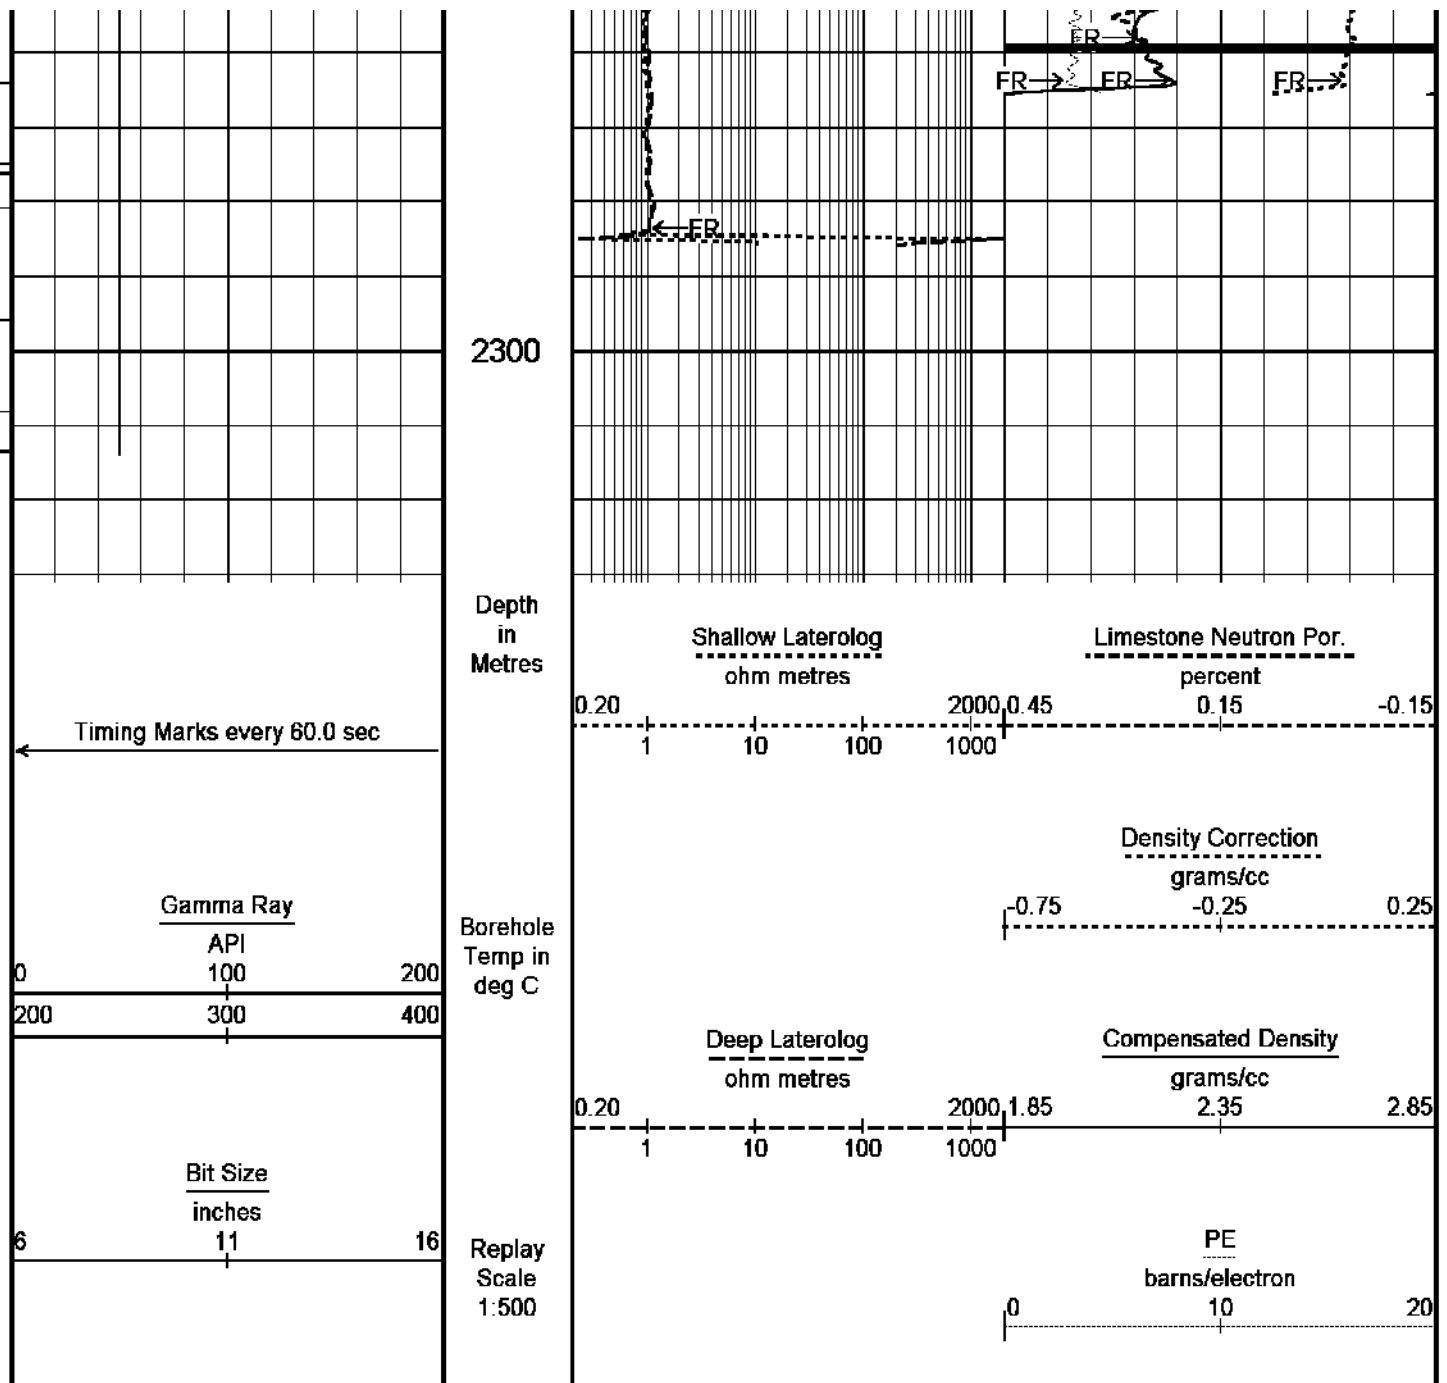 FR
FR FR FR
FR
2300
Depth
in
Metres
Shallow Laterolog
ohm metres
0.20 2000
1 10 100 1000
Limestone Neutron Por.
percent
0.45 0.15 -0.15
Timing Marks every 60.0 sec
Density Correction
grams/cc
-0.75 -0.25 0.25
Gamma Ray
API
0 100 200
200 300 400
Borehole
Temp in
deg C
Deep Laterolog
ohm metres
0.20 2000
1 10 100 1000
Compensated Density
grams/cc
1.85 2.35 2.85
Bit Size
inches
6 11 16
Replay
Scale
1:500
PE
barns/electron
0 10 20